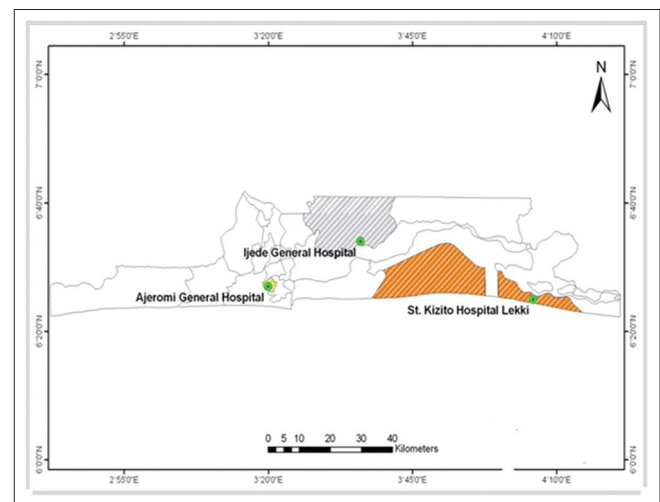 2°55'0"E 3°20'0"E 3°45'0"E 4°10'0"E
N
7°0'0"N 7°0'0"N
6°40'0"N 6°40'0"N
Ijede General Hospital
Ajeromi General Hospital
St. Kizito Hospital Lekki
6°20'0"N 6°20'0"N
0 5 10 20 30 40
Kilometers
6°0'0"N 6°0'0"N
2°55'0"E 3°20'0"E 3°45'0"E 4°10'0"E